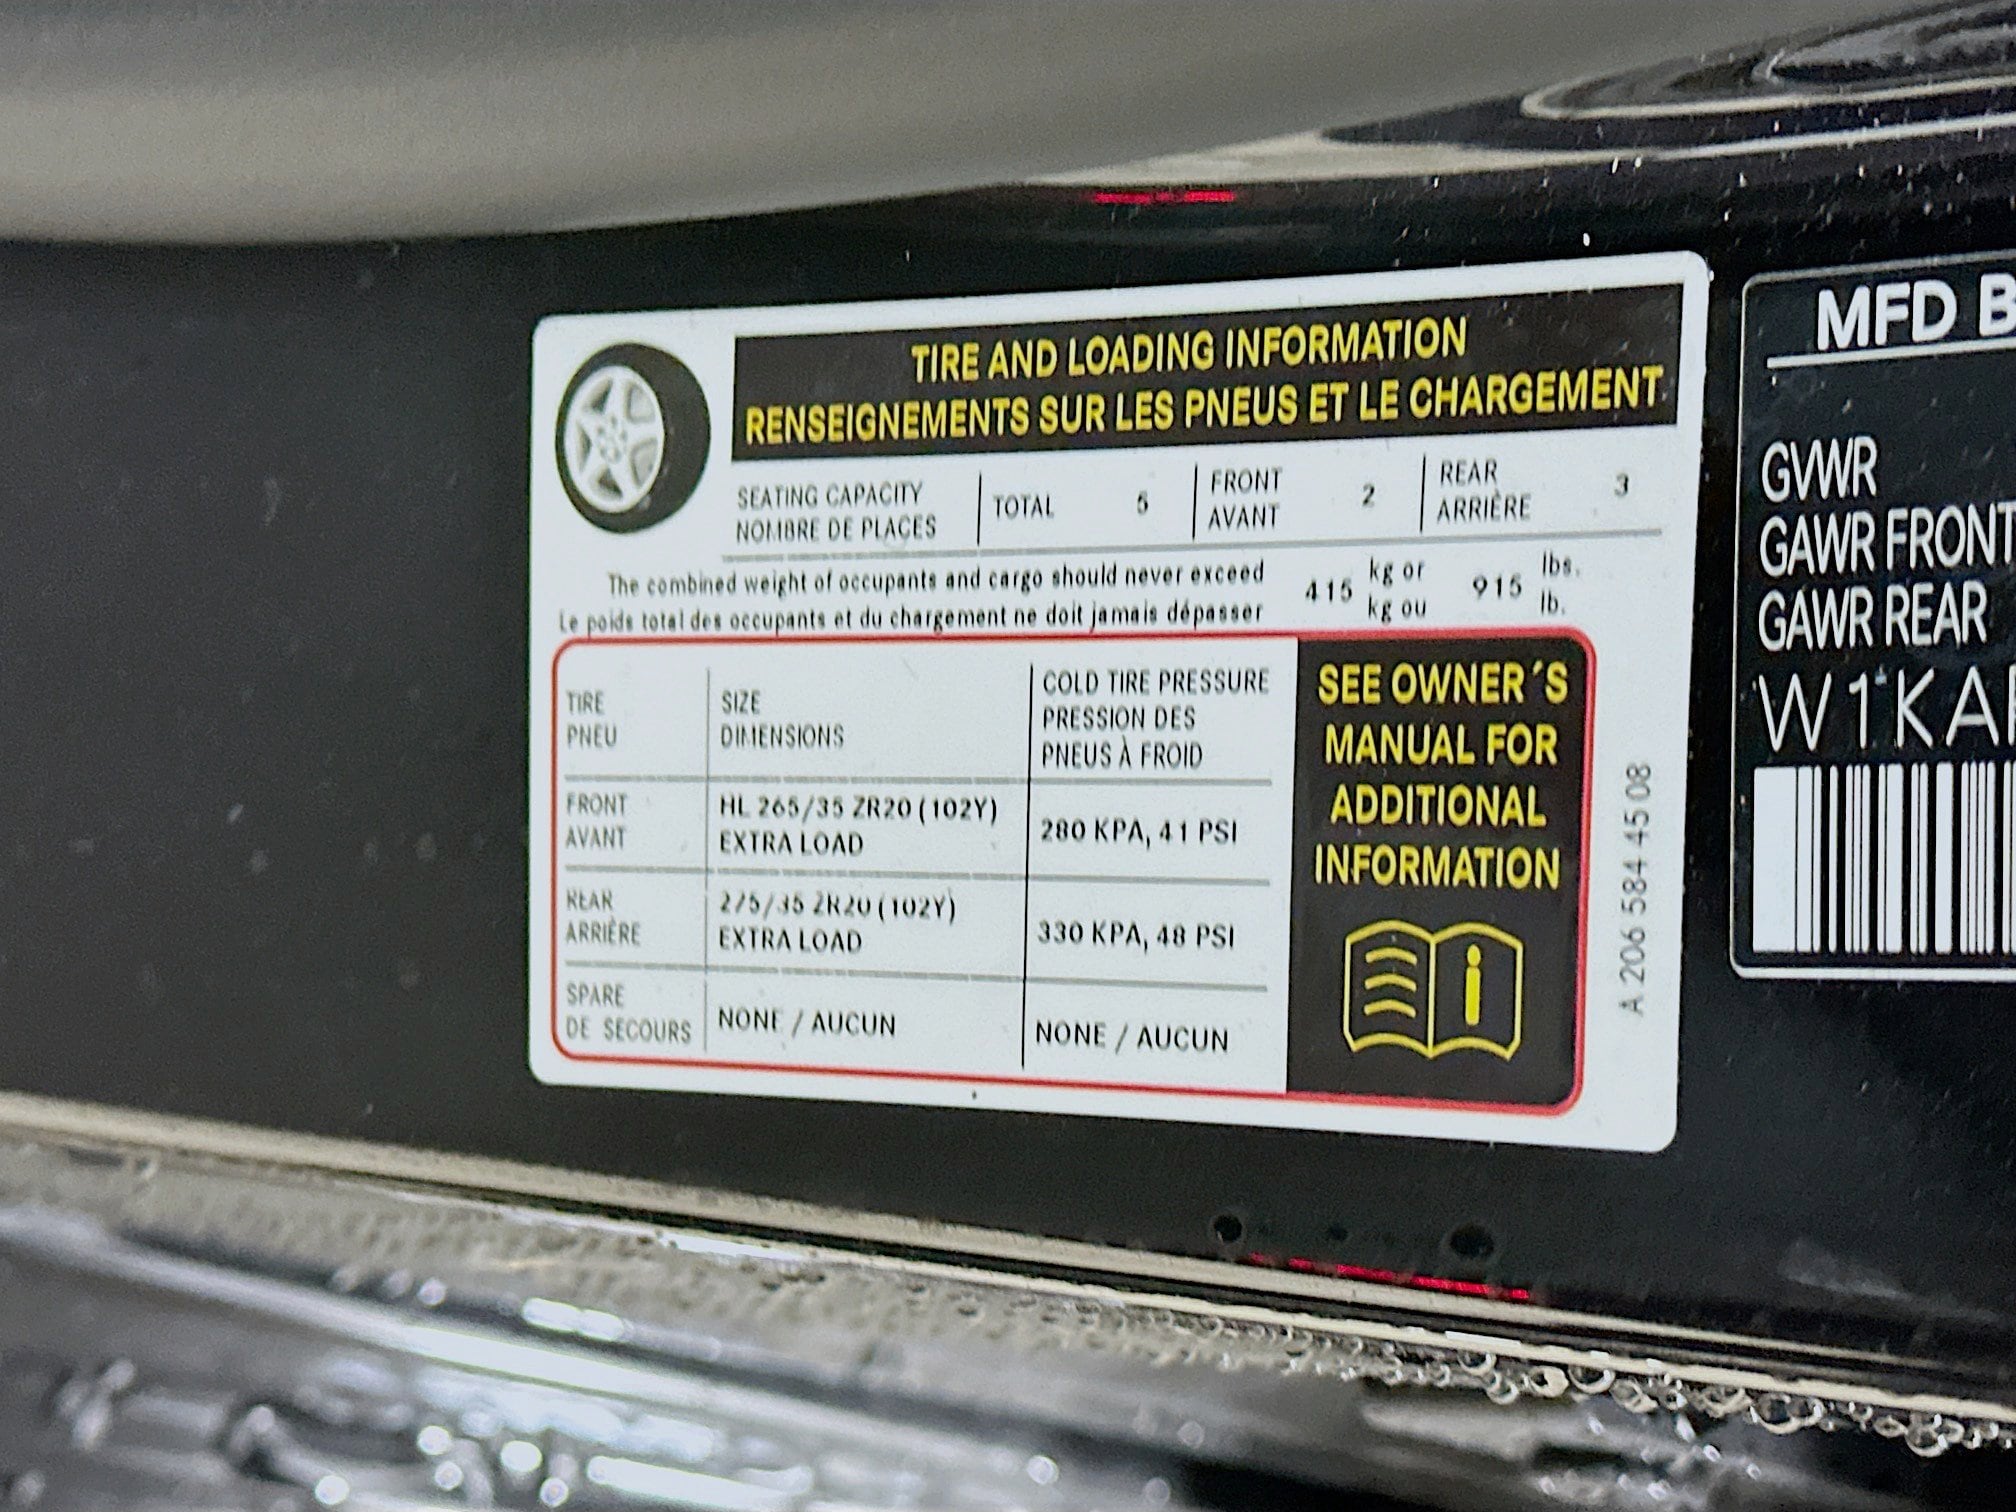 TIRE AND LOADING INFORMATION
RENSEIGNEMENTS SUR LES PNEUS ET LE CHARGEMENT
SEATING CAPACITY
NOMBRE DE PLACES
TOTAL 5
FRONT
AVANT
2
REAR
ARRIÈRE
3
The combined weight of occupants and cargo should never exceed
Le poids total des occupants et du chargement ne doit jamais dépasser
415 kg or
kg ou
915 lbs.
lb.
TIRE
PNEU
SIZE
DIMENSIONS
COLD TIRE PRESSURE
PRESSION DES
PNEUS À FROID
FRONT
AVANT
HL 265/35 ZR20 (102Y)
EXTRA LOAD
280 KPA, 41 PSI
REAR
ARRIÈRE
275/35 ZR20 (102Y)
EXTRA LOAD
330 KPA, 48 PSI
SPARE
DE SECOURS
NONE / AUCUN
NONE / AUCUN
SEE OWNER´S
MANUAL FOR
ADDITIONAL
INFORMATION
A 206 584 45 08
MFD B
GVWR
GAWR FRONT
GAWR REAR
W1KA